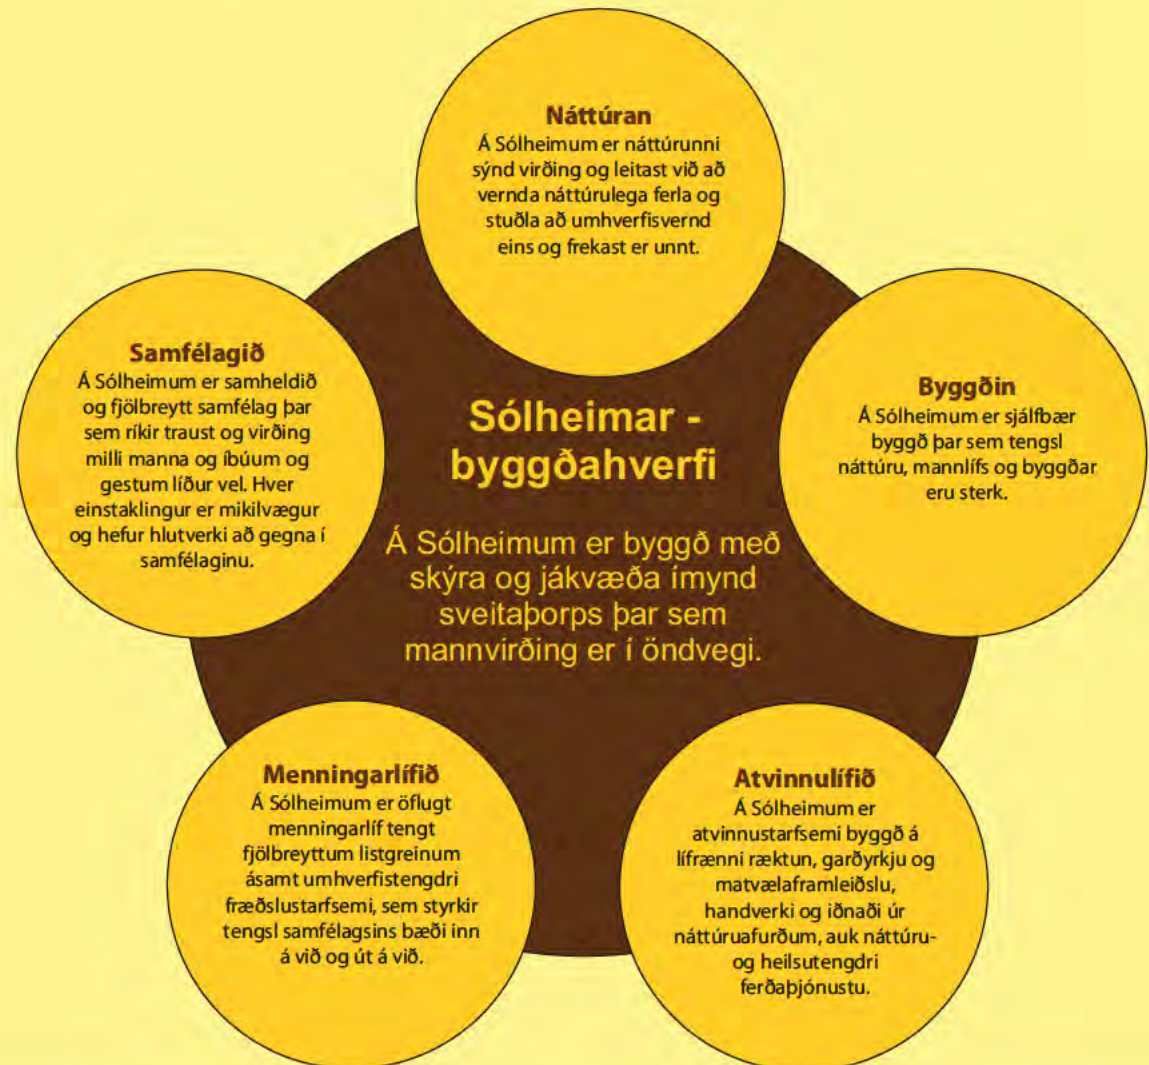 Náttúran
Á Sólheimum er náttúrunni
sýnd virðing og leitast við að
vernda náttúrulega ferla og
stuðla að umhverfisvernd
eins og frekast er unnt.
Samfélagið
Á Sólheimum er samheldið
og fjölbreytt samfélag þar
sem ríkir traust og virðing
milli manna og íbúum og
gestum líður vel. Hver
einstaklingur er mikilvægur
og hefur hlutverki að gegna í
samfélaginu.
Sólheimar -
byggðahverfi
Á Sólheimum er byggð með
skýra og jákvæða ímynd
sveitaþorps þar sem
mannvirðing er í öndvegi.
Byggðin
Á Sólheimum er sjálfbær
byggð þar sem tengsl
náttúru, mannlífs og byggðar
eru sterk.
Menningarlífið
Á Sólheimum er öflugt
menningarlíf tengt
fjölbreyttum listgreinum
ásamt umhverfistengdri
fræðslustarfsemi, sem styrkir
tengsl samfélagsins bæði inn
á við og út á við.
Atvinnulífið
Á Sólheimum er
atvinnustarfsemi byggð á
lífrænni ræktun, garðyrkju og
matvælaframleiðslu,
handverki og iðnaði úr
náttúruafurðum, auk náttúru-
og heilsutengdri
ferðaþjónustu.